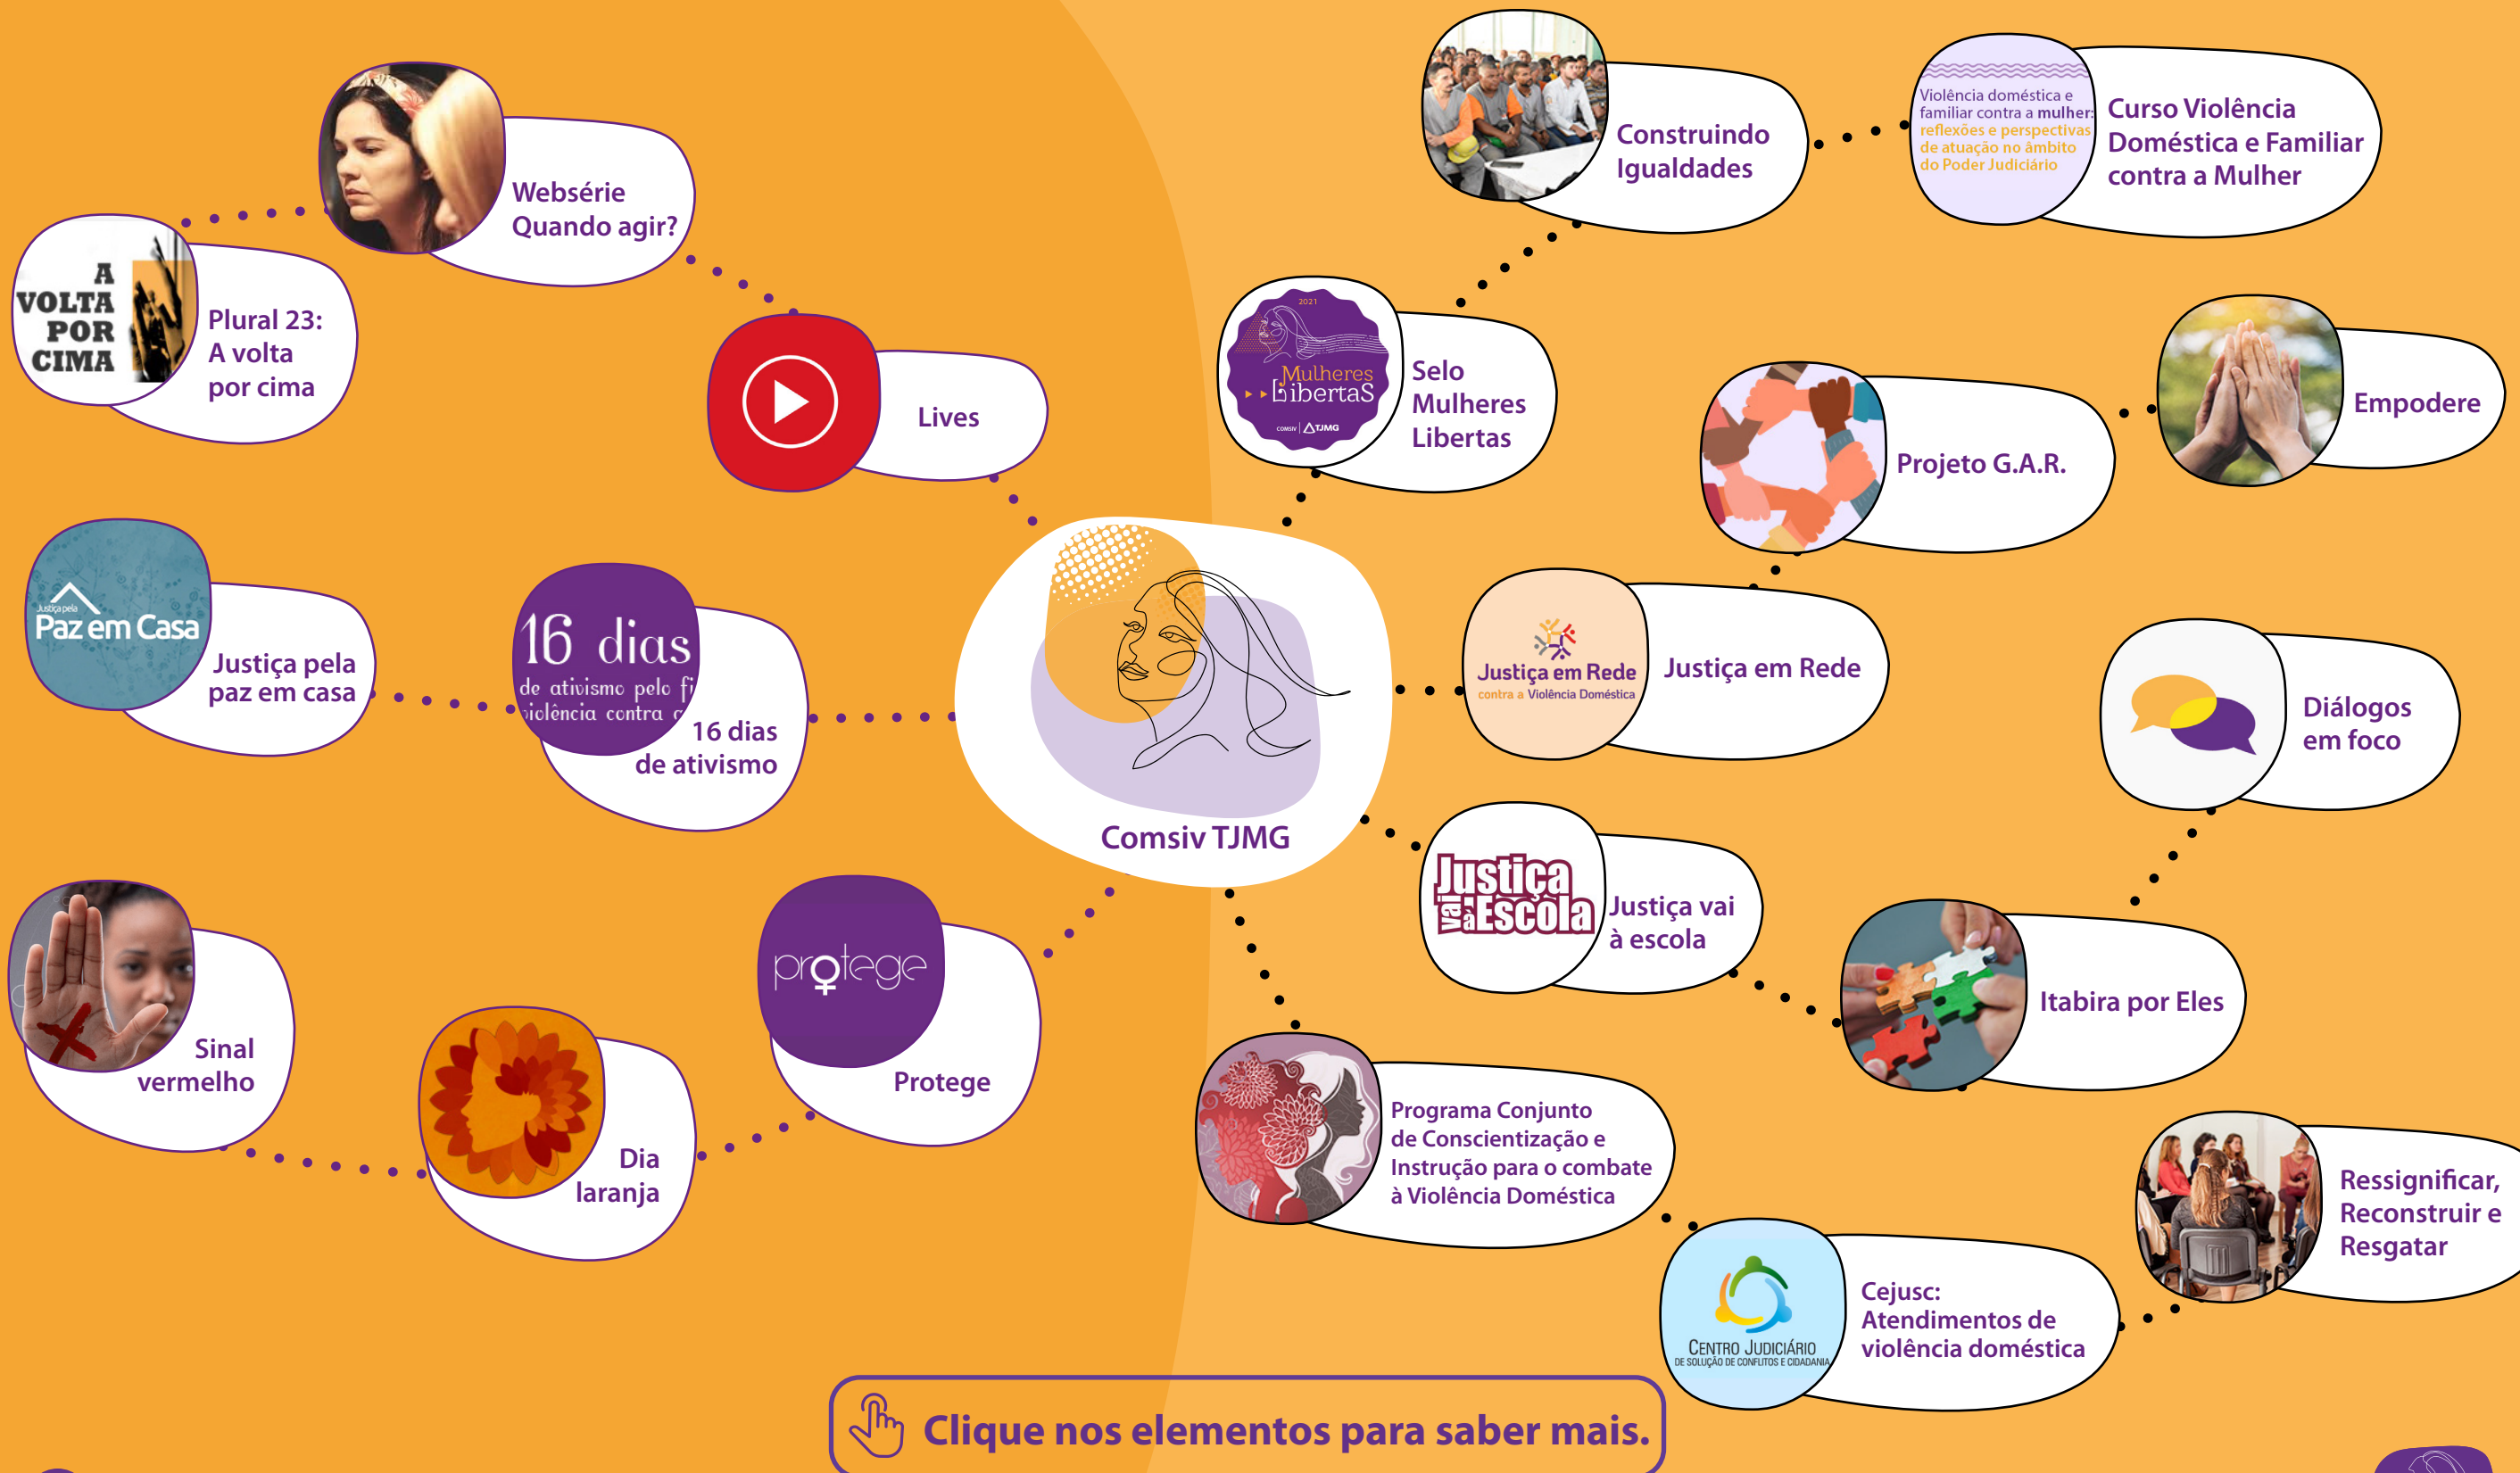 Websérie
Quando agir?
A
VOLTA
POR
CIMA
Plural 23:
A volta
por cima
Lives
Justiça pela
Paz em Casa
Justiça pela
paz em casa
16 dias
de ativismo pelo fi
violência contra a
16 dias
de ativismo
Sinal
vermelho
Dia
laranja
protege
Protege
Comsiv TJMG
Construindo
Igualdades
Violência doméstica e
familiar contra a mulher:
reflexões e perspectivas
de atuação no âmbito
do Poder Judiciário
Curso Violência
Doméstica e Familiar
contra a Mulher
2021
Mulheres
LibertaS
COMSIV | TJMG
Selo
Mulheres
Libertas
Projeto G.A.R.
Empodere
Justiça em Rede
contra a Violência Doméstica
Justiça em Rede
Diálogos
em foco
Justiça
vai à Escola
Justiça vai
à escola
Itabira por Eles
Programa Conjunto
de Conscientização e
Instrução para o combate
à Violência Doméstica
CENTRO JUDICIÁRIO
DE SOLUÇÃO DE CONFLITOS E CIDADANIA
Cejusc:
Atendimentos de
violência doméstica
Ressignificar,
Reconstruir e
Resgatar
Clique nos elementos para saber mais.